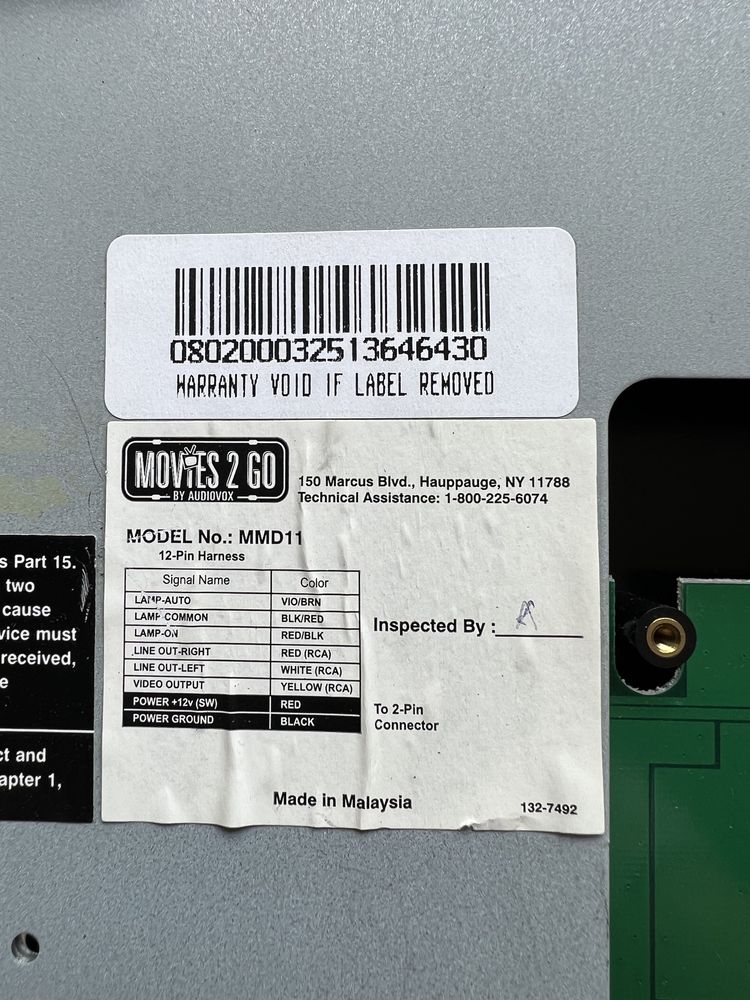 080200032513646430
WARRANTY VOID IF LABEL REMOVED
MOVIES 2 GO
BY AUDIOVOX
150 Marcus Blvd., Hauppauge, NY 11788
Technical Assistance: 1-800-225-6074
MODEL No.: MMD11
12-Pin Harness
Signal Name Color
LAMP-AUTO VIO/BRN
LAMP COMMON BLK/RED
LAMP-ON RED/BLK
LINE OUT-RIGHT RED (RCA)
LINE OUT-LEFT WHITE (RCA)
VIDEO OUTPUT YELLOW (RCA)
POWER +12v (SW) RED
POWER GROUND BLACK
Inspected By :
To 2-Pin
Connector
Made in Malaysia
132-7492
s Part 15.
two
cause
vice must
received,
e
ct and
apter 1,